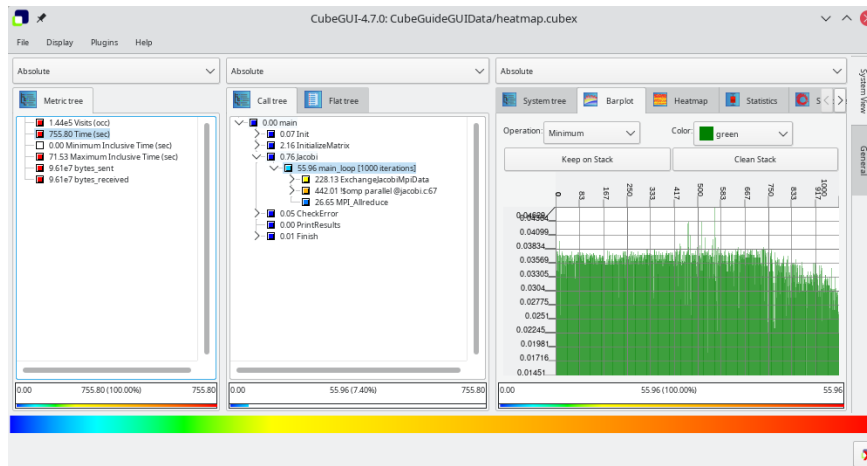 CubeGUI-4.7.0: CubeGuideGUIData/heatmap.cubex
File Display Plugins Help
Absolute Absolute Absolute
Metric tree Call tree Flat tree System tree Barplot Heatmap Statistics
1.44e5 Visits (occ)
755.80 Time (sec)
0.00 Minimum Inclusive Time (sec)
71.53 Maximum Inclusive Time (sec)
9.61e7 bytes_sent
9.61e7 bytes_received
0.00 main
0.07 Init
2.16 InitializeMatrix
0.76 Jacobi
55.96 main_loop [1000 iterations]
228.13 ExchangeJacobiMpiData
442.01 !$omp parallel @jacobi.c:67
26.65 MPI_Allreduce
0.05 CheckError
0.00 PrintResults
0.01 Finish
Operation: Minimum Color: green
Keep on Stack Clean Stack
0 83 167 250 333 417 500 583 667 750 833 917 1000
0.04099
0.03834
0.03569
0.03305
0.0304
0.02775
0.0251
0.02245
0.01981
0.01716
0.01451
0.00 755.80 (100.00%) 755.80
0.00 55.96 (7.40%) 755.80
0.00 55.96 (100.00%) 55.96
System View
General